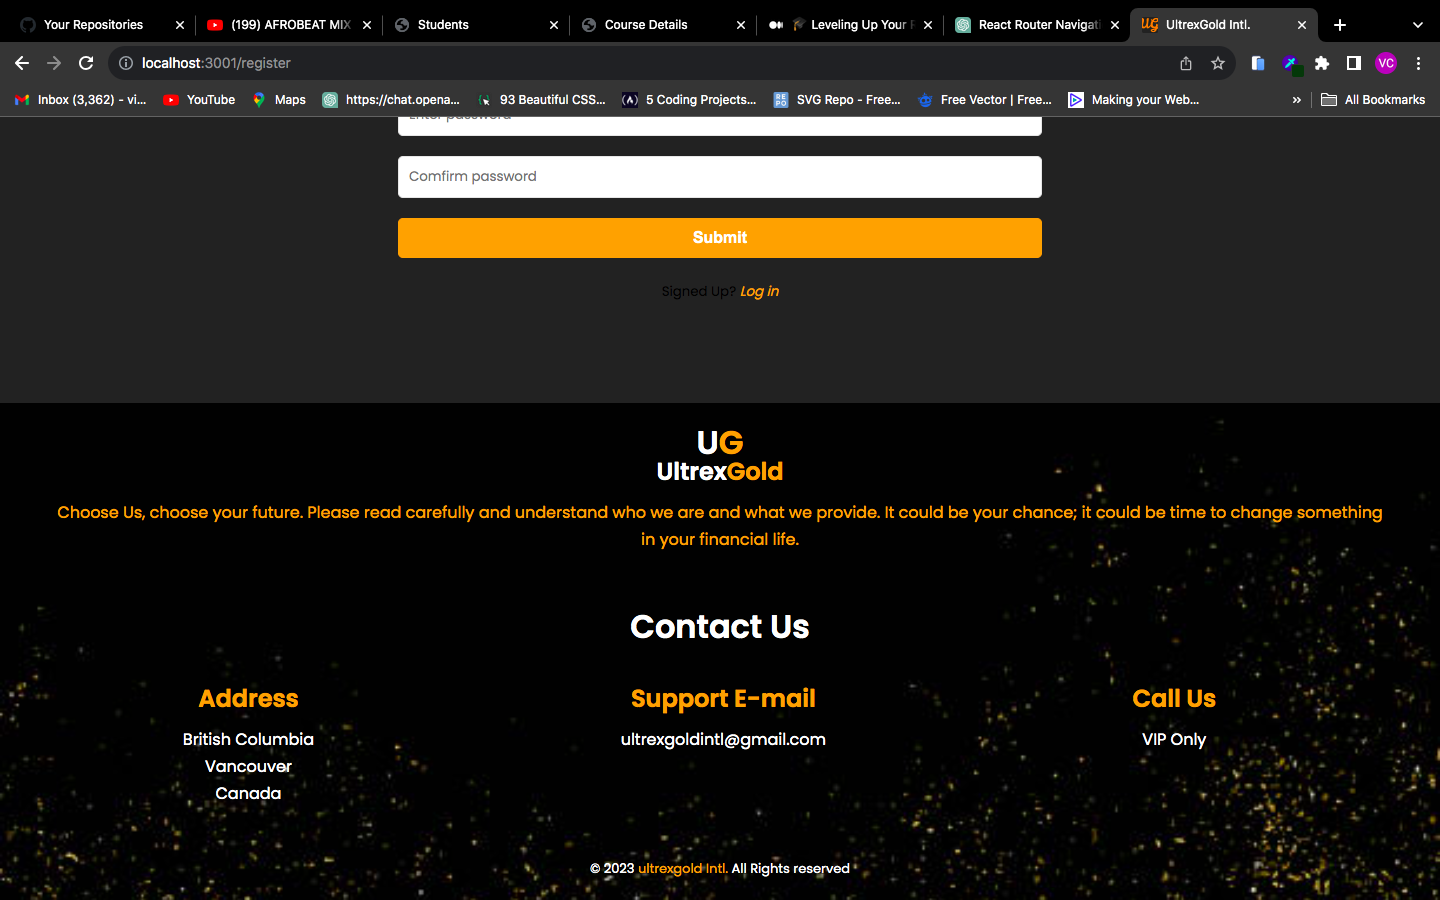 Your Repositories
(199) AFROBEAT MIX
Students
Course Details
Leveling Up Your
React Router Navigati
UltrexGold Intl.
localhost:3001/register
VC
Inbox (3,362) - vi...
YouTube
Maps
https://chat.opena...
93 Beautiful CSS...
5 Coding Projects...
SVG Repo - Free...
Free Vector | Free...
Making your Web...
»
All Bookmarks
Enter password
Comfirm password
Submit
Signed Up? Log in
UG
UltrexGold
Choose Us, choose your future. Please read carefully and understand who we are and what we provide. It could be your chance; it could be time to change something
in your financial life.
Contact Us
Address
British Columbia
Vancouver
Canada
Support E-mail
ultrexgoldintl@gmail.com
Call Us
VIP Only
© 2023 ultrexgold Intl. All Rights reserved